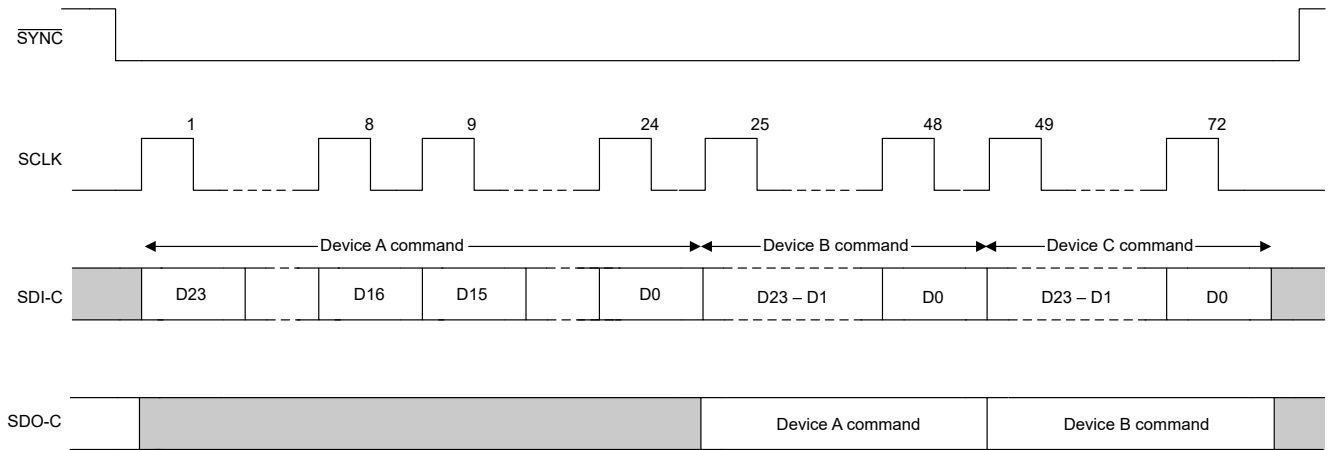 SYNC
1 8 9 24 25 48 49 72
SCLK
Device A command Device B command Device C command
SDI-C D23 D16 D15 D0 D23 – D1 D0 D23 – D1 D0
SDO-C Device A command Device B command